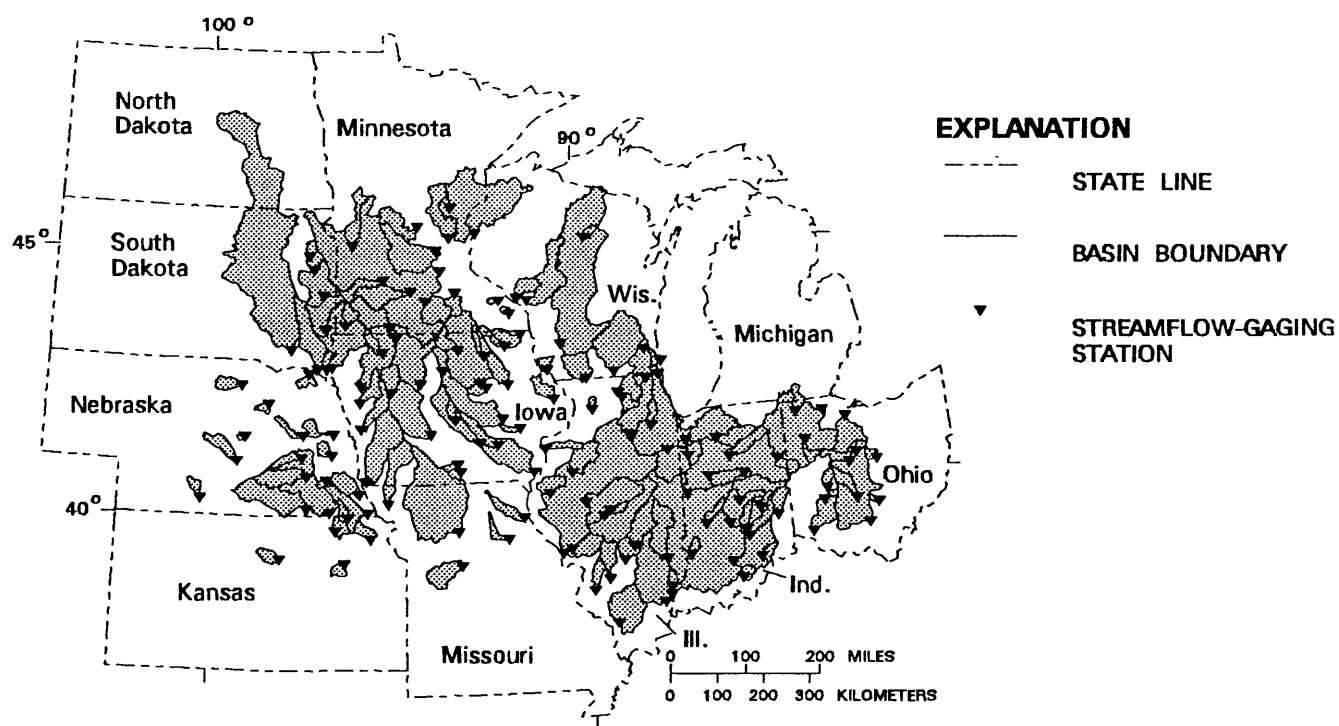 100 °
North
Dakota
Minnesota
90 °
45°
South
Dakota
Wis.
Michigan
Nebraska
Iowa
Ohio
40°
Kansas
Ind.
Ill.
Missouri
0 100 200 MILES
0 100 200 300 KILOMETERS
EXPLANATION
STATE LINE
BASIN BOUNDARY
STREAMFLOW-GAGING
STATION